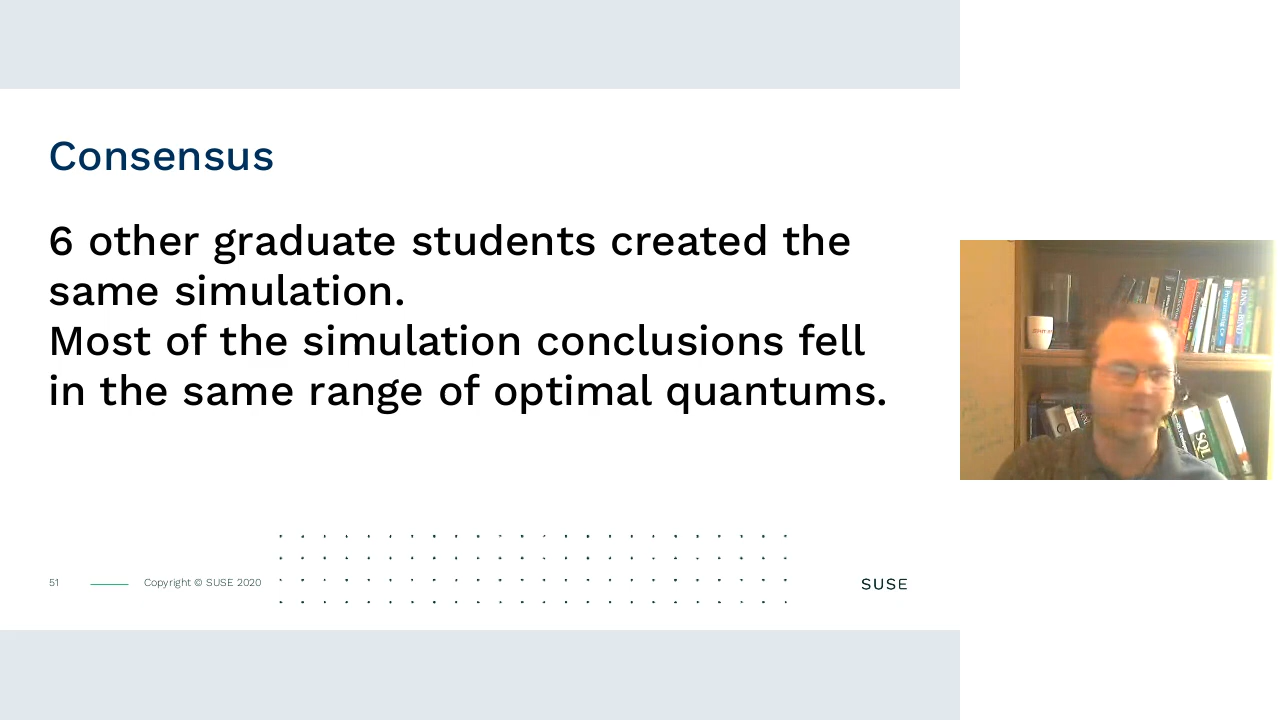 Consensus
6 other graduate students created the
same simulation.
Most of the simulation conclusions fell
in the same range of optimal quantums.
51
Copyright © SUSE 2020
SUSE
SQL